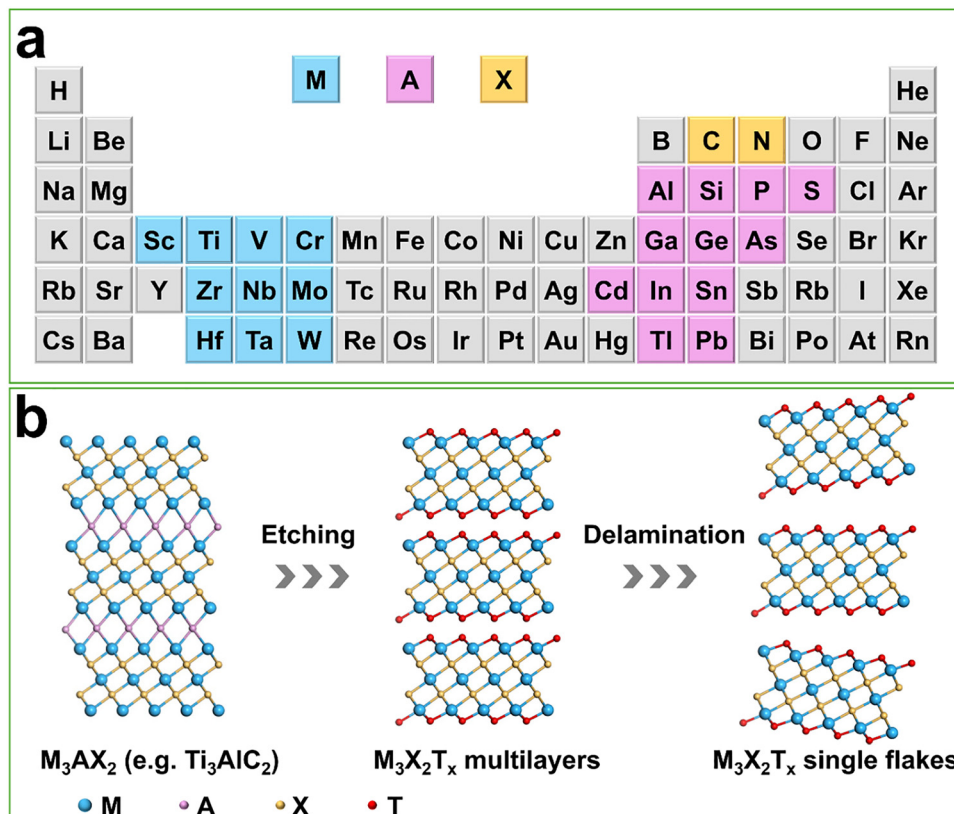 a
M A X
H He
Li Be B C N O F Ne
Na Mg Al Si P S Cl Ar
K Ca Sc Ti V Cr Mn Fe Co Ni Cu Zn Ga Ge As Se Br Kr
Rb Sr Y Zr Nb Mo Tc Ru Rh Pd Ag Cd In Sn Sb Rb I Xe
Cs Ba Hf Ta W Re Os Ir Pt Au Hg Tl Pb Bi Po At Rn
b
Etching
Delamination
M₃AX₂ (e.g. Ti₃AlC₂)
M₃X₂Tₓ multilayers
M₃X₂Tₓ single flakes
M A X T